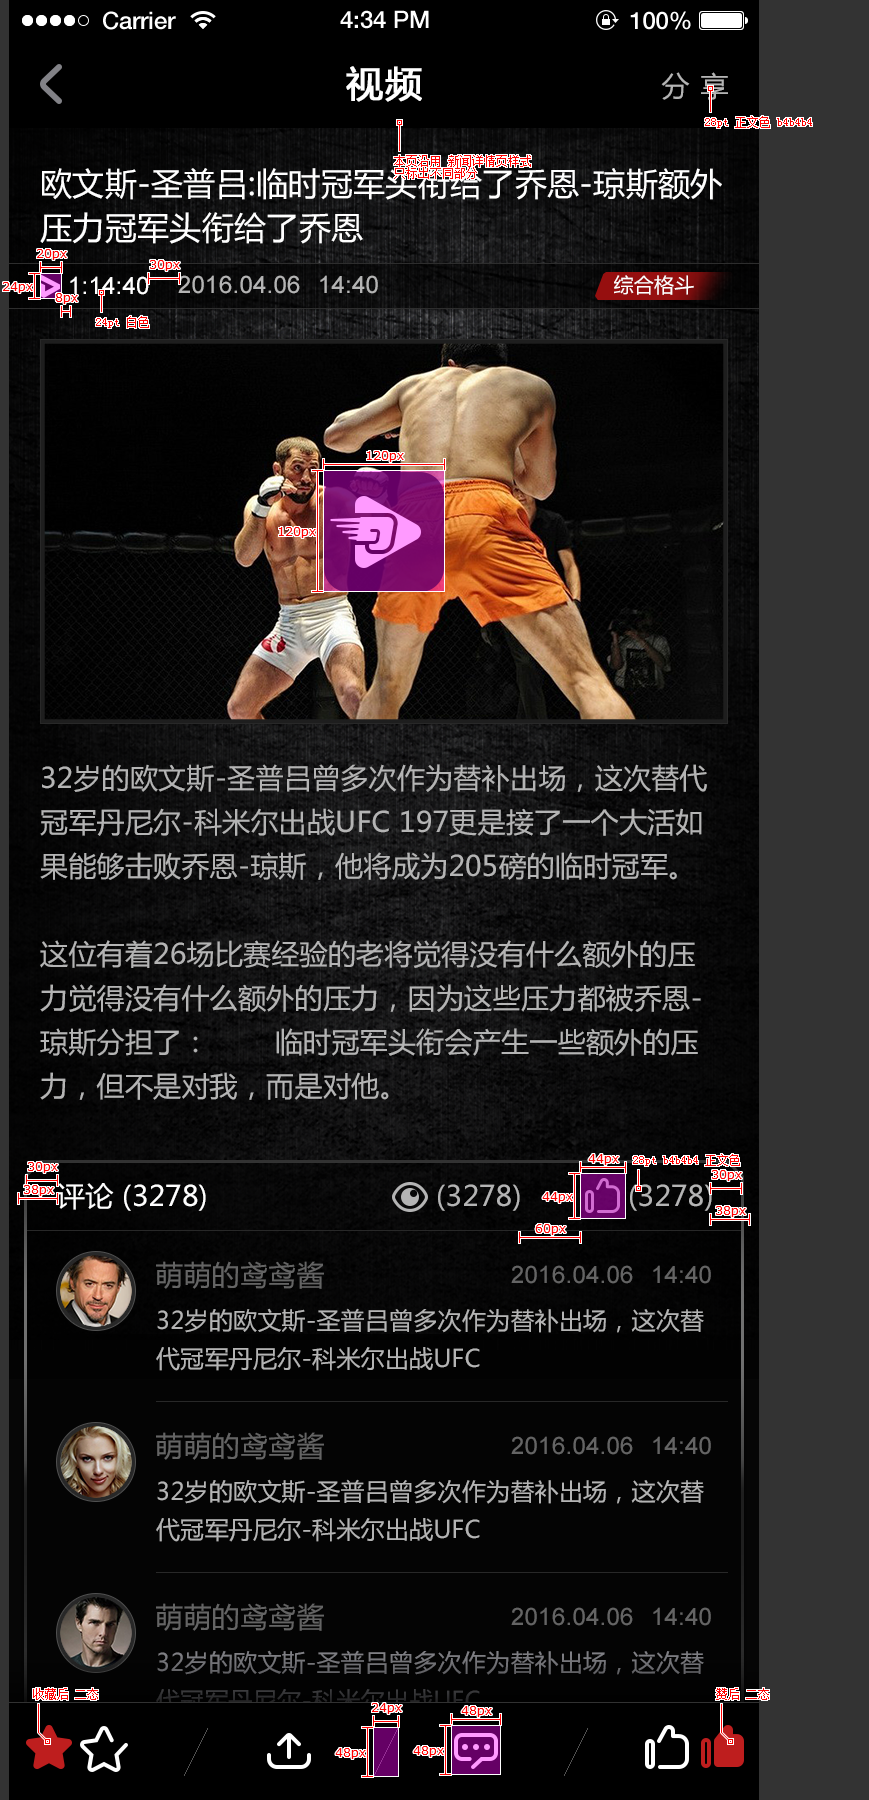 Carrier 4:34 PM 100%
视频 分享
28pt 正文色 b4b4b4
本页沿用 新闻详情页样式
只标出不同部分
欧文斯-圣普吕:临时冠军头衔给了乔恩-琼斯额外
压力冠军头衔给了乔恩
20px
30px
24px 1:14:40 2016.04.06 14:40 综合格斗
8px
24pt 白色
120px
120px
32岁的欧文斯-圣普吕曾多次作为替补出场，这次替代
冠军丹尼尔-科米尔出战UFC 197更是接了一个大活如
果能够击败乔恩-琼斯，他将成为205磅的临时冠军。
这位有着26场比赛经验的老将觉得没有什么额外的压
力觉得没有什么额外的压力，因为这些压力都被乔恩-
琼斯分担了： 临时冠军头衔会产生一些额外的压
力，但不是对我，而是对他。
44px 28pt b4b4b4 正文色
30px 30px
38px 评论 (3278) (3278) 44px (3278)
38px
60px
萌萌的鸢鸢酱 2016.04.06 14:40
32岁的欧文斯-圣普吕曾多次作为替补出场，这次替
代冠军丹尼尔-科米尔出战UFC
萌萌的鸢鸢酱 2016.04.06 14:40
32岁的欧文斯-圣普吕曾多次作为替补出场，这次替
代冠军丹尼尔-科米尔出战UFC
萌萌的鸢鸢酱 2016.04.06 14:40
32岁的欧文斯-圣普吕曾多次作为替补出场，这次替
代冠军丹尼尔-科米尔出战UFC
收藏后 二态 赞后 二态
24px 48px
48px 48px